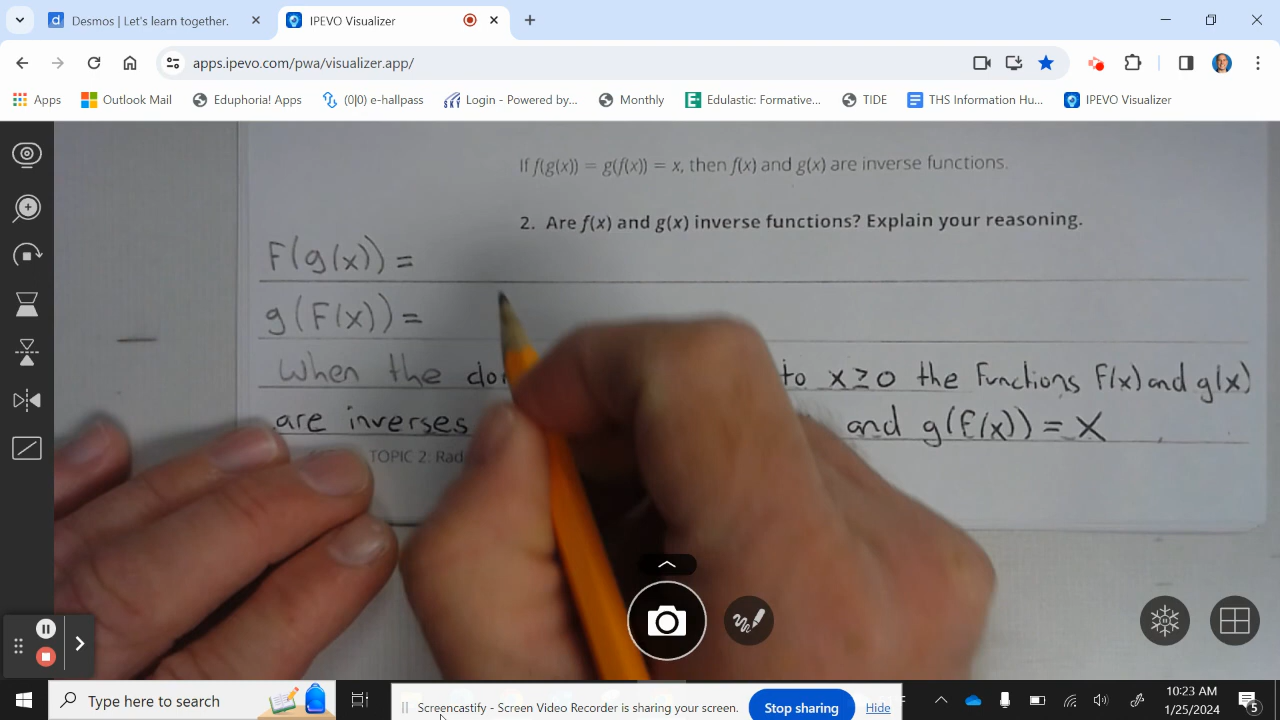 Desmos | Let's learn together.
IPEVO Visualizer
apps.ipevo.com/pwa/visualizer.app/
Apps
Outlook Mail
Eduphoria! Apps
(0|0) e-hallpass
Login - Powered by...
Monthly
Edulastic: Formative...
TIDE
THS Information Hu...
IPEVO Visualizer
If f(g(x)) = g(f(x)) = x, then f(x) and g(x) are inverse functions.
2. Are f(x) and g(x) inverse functions? Explain your reasoning.
F(g(x)) =
g(F(x)) =
When the to x ≥ 0 the functions F(x) and g(x)
are inverses and g(f(x)) = X
TOPIC 2: Rad
Type here to search
Screencastify - Screen Video Recorder is sharing your screen.
Stop sharing
Hide
10:23 AM
1/25/2024
5